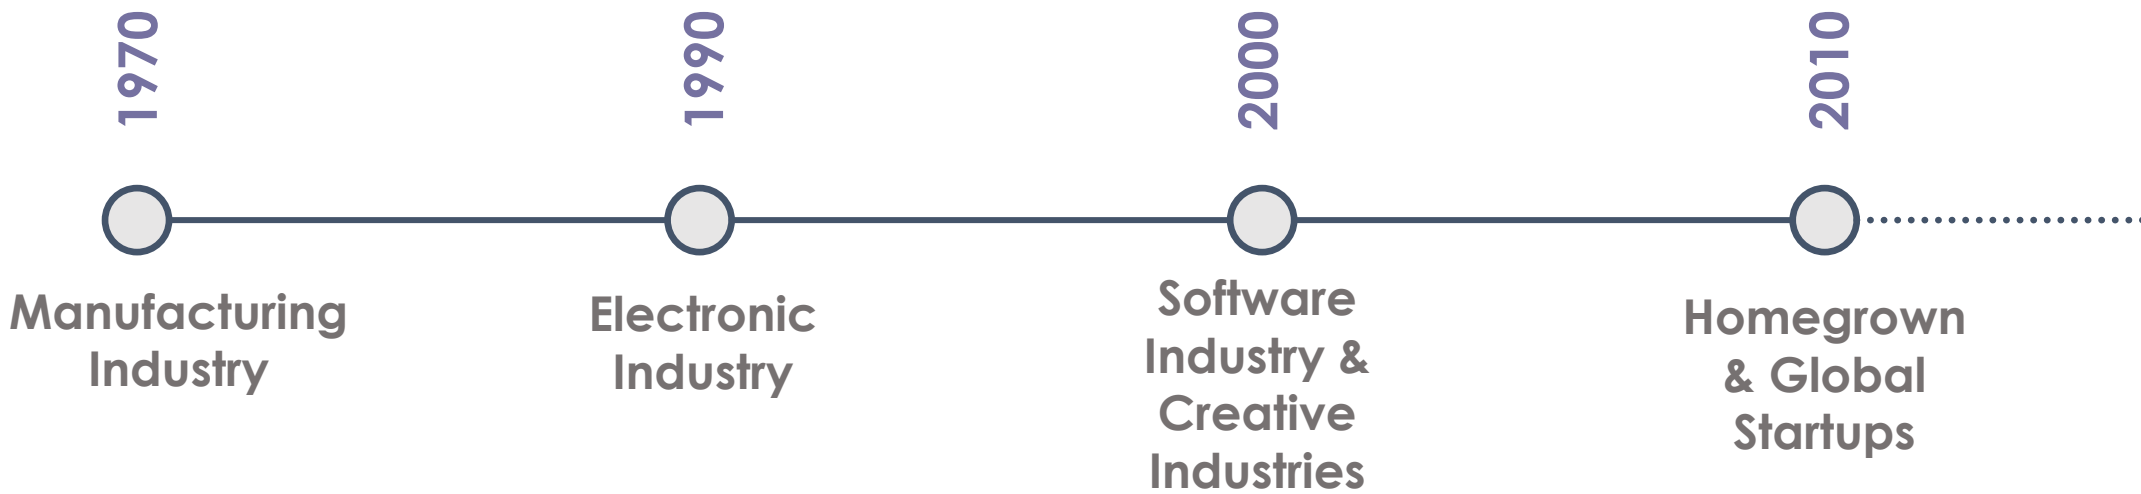 1970
1990
2000
2010
Manufacturing
Industry
Electronic
Industry
Software
Industry &
Creative
Industries
Homegrown
& Global
Startups